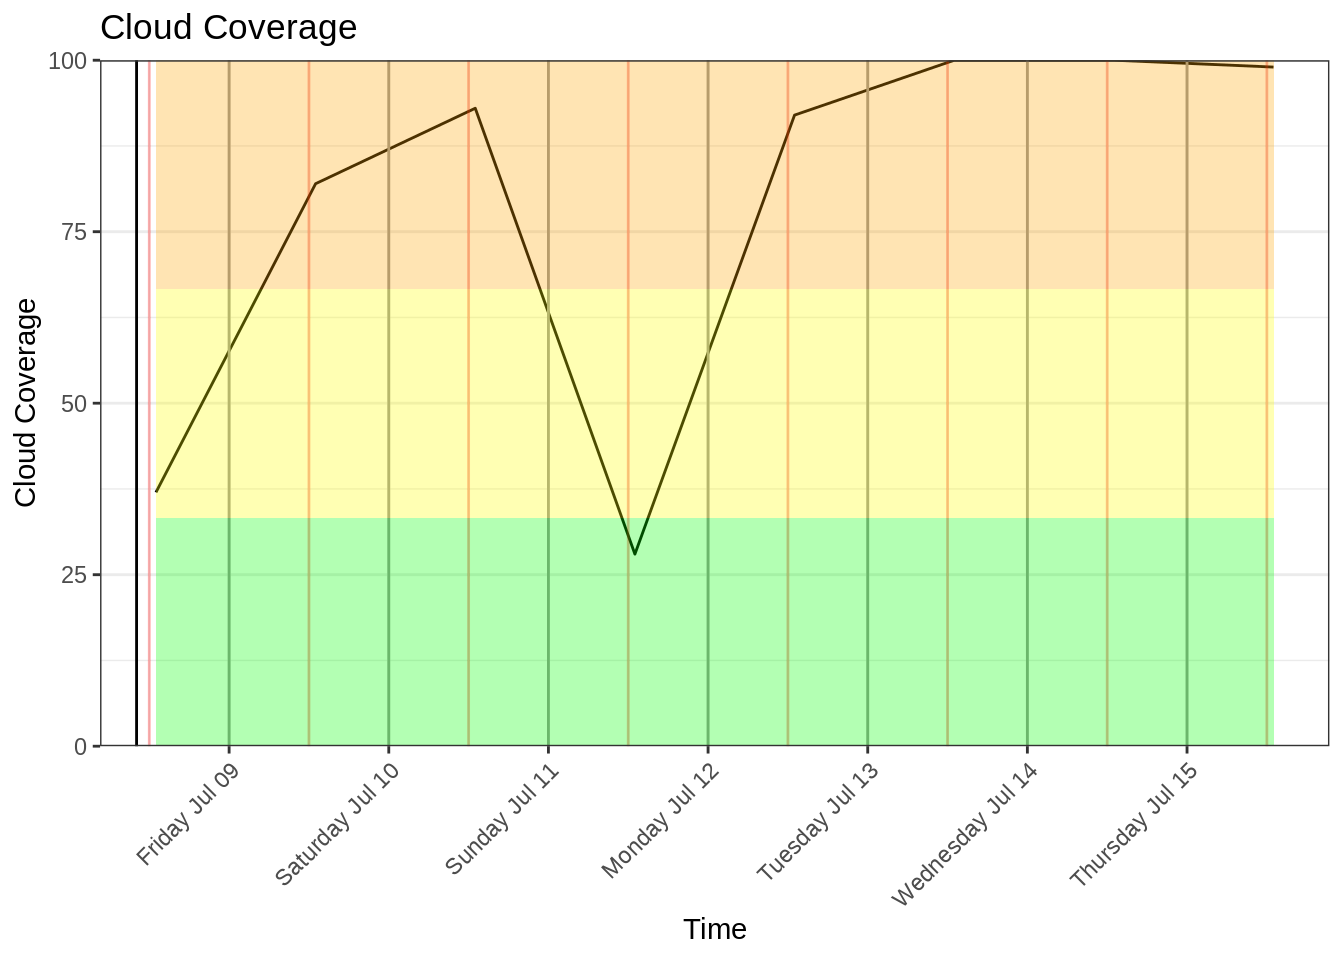 Cloud Coverage
100
75
50
25
0
Cloud Coverage
Friday Jul 09
Saturday Jul 10
Sunday Jul 11
Monday Jul 12
Tuesday Jul 13
Wednesday Jul 14
Thursday Jul 15
Time